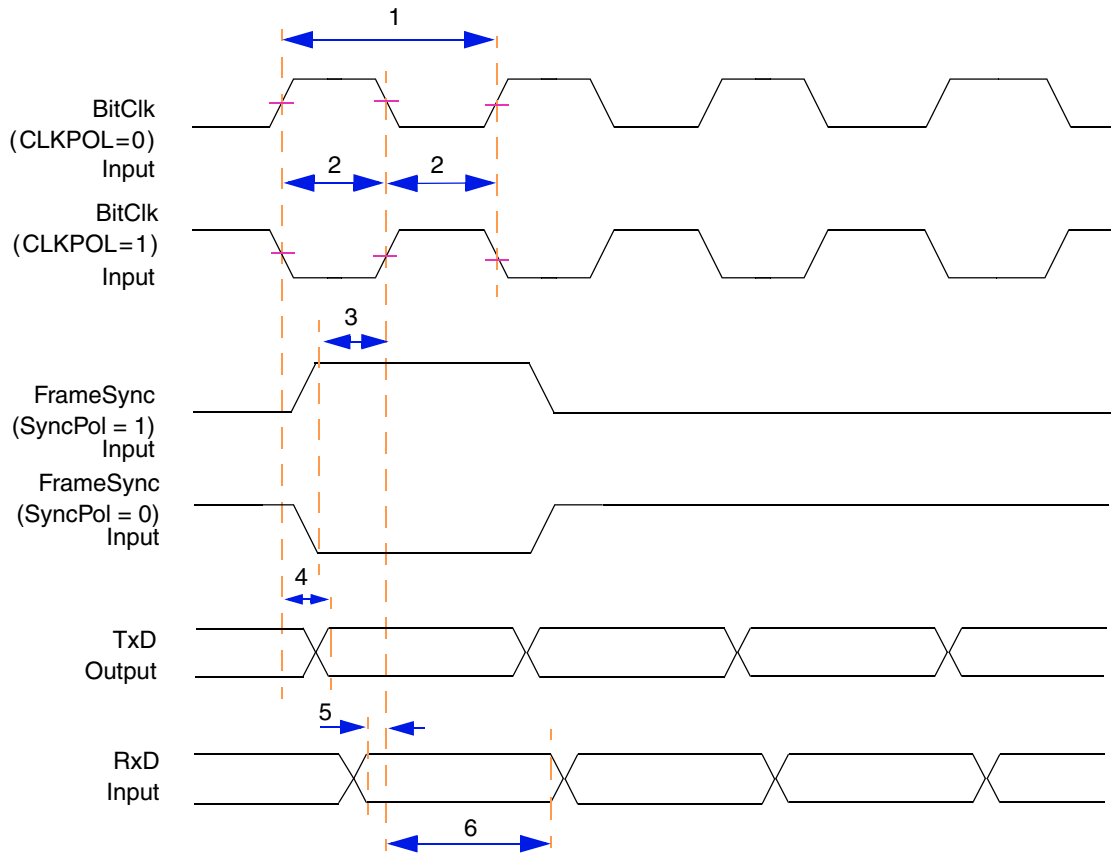 1
BitClk
(CLKPOL=0)
Input
2 2
BitClk
(CLKPOL=1)
Input
3
FrameSync
(SyncPol = 1)
Input
FrameSync
(SyncPol = 0)
Input
4
TxD
Output
5
RxD
Input
6